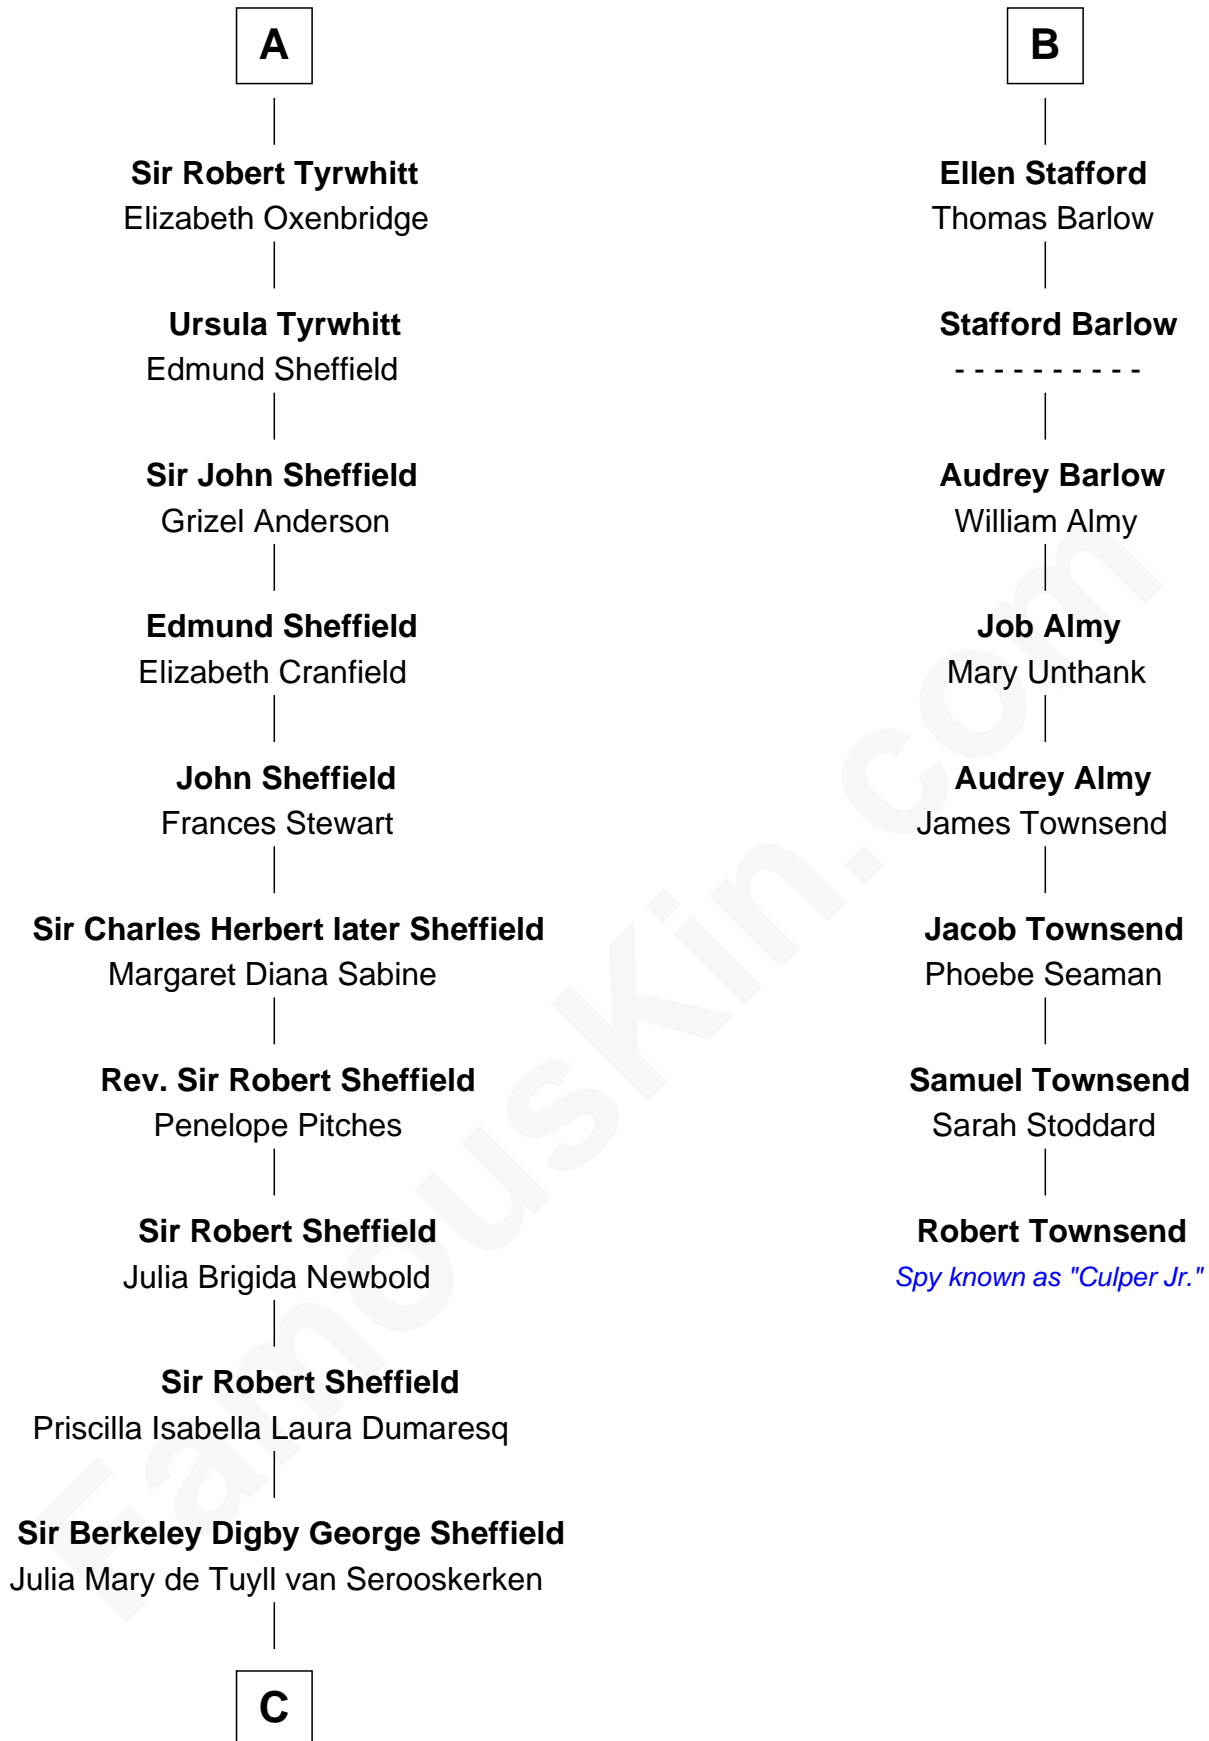 A
Sir Robert Tyrwhitt
Elizabeth Oxenbridge
Ursula Tyrwhitt
Edmund Sheffield
Sir John Sheffield
Grizel Anderson
Edmund Sheffield
Elizabeth Cranfield
John Sheffield
Frances Stewart
Sir Charles Herbert later Sheffield
Margaret Diana Sabine
Rev. Sir Robert Sheffield
Penelope Pitches
Sir Robert Sheffield
Julia Brigida Newbold
Sir Robert Sheffield
Priscilla Isabella Laura Dumaresq
Sir Berkeley Digby George Sheffield
Julia Mary de Tuyll van Serooskerken
C
B
Ellen Stafford
Thomas Barlow
Stafford Barlow
- - - - - - - - - -
Audrey Barlow
William Almy
Job Almy
Mary Unthank
Audrey Almy
James Townsend
Jacob Townsend
Phoebe Seaman
Samuel Townsend
Sarah Stoddard
Robert Townsend
Spy known as "Culper Jr."
FamousKin.com